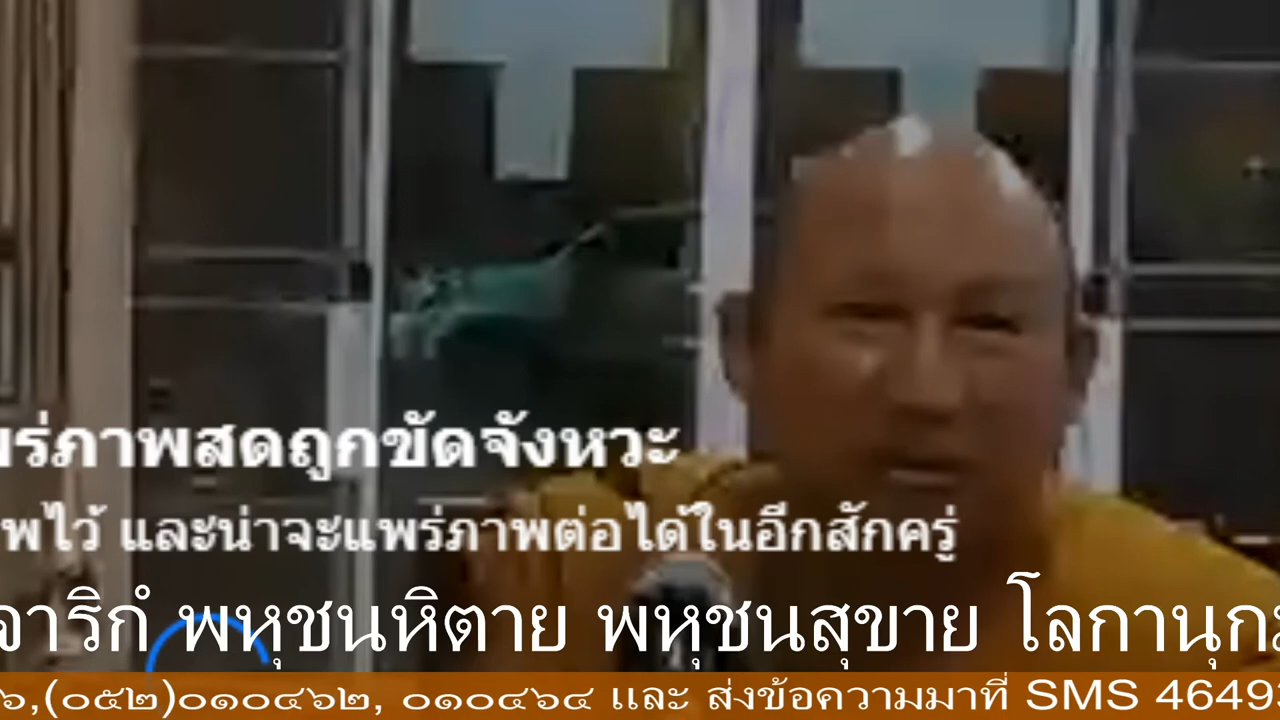 พร่ภาพสดถูกขัดจังหวะ
พไว้ และน่าจะแพร่ภาพต่อได้ในอีกสักครู่
จาริกํ พหุชนหิตาย พหุชนสุขาย โลกานุก
๖,(๐๕๒)๐๑๐๔๖๒, ๐๑๐๔๖๔ และ ส่งข้อความมาที่ SMS 46493